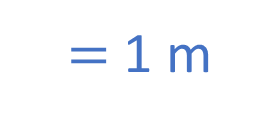 = 1 m